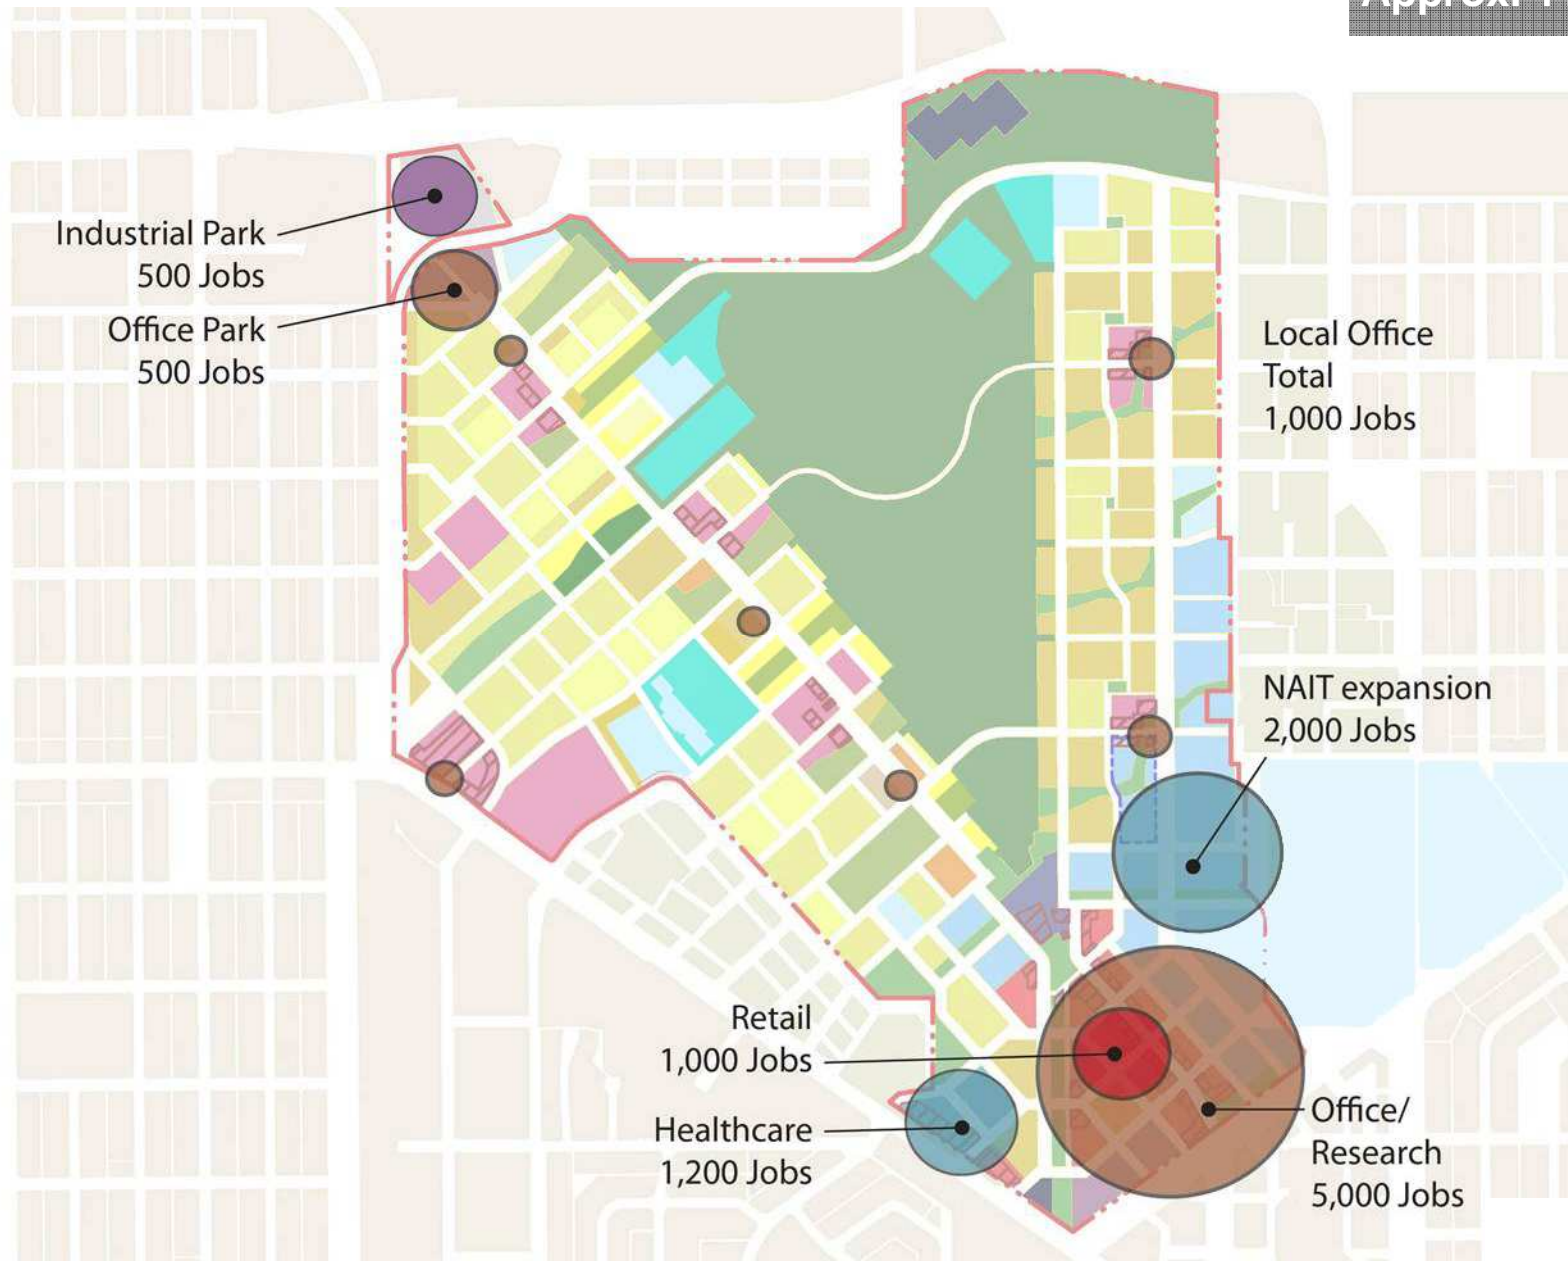 Industrial Park
500 Jobs
Office Park
500 Jobs
Local Office
Total
1,000 Jobs
NAIT expansion
2,000 Jobs
Retail
1,000 Jobs
Healthcare
1,200 Jobs
Office/
Research
5,000 Jobs